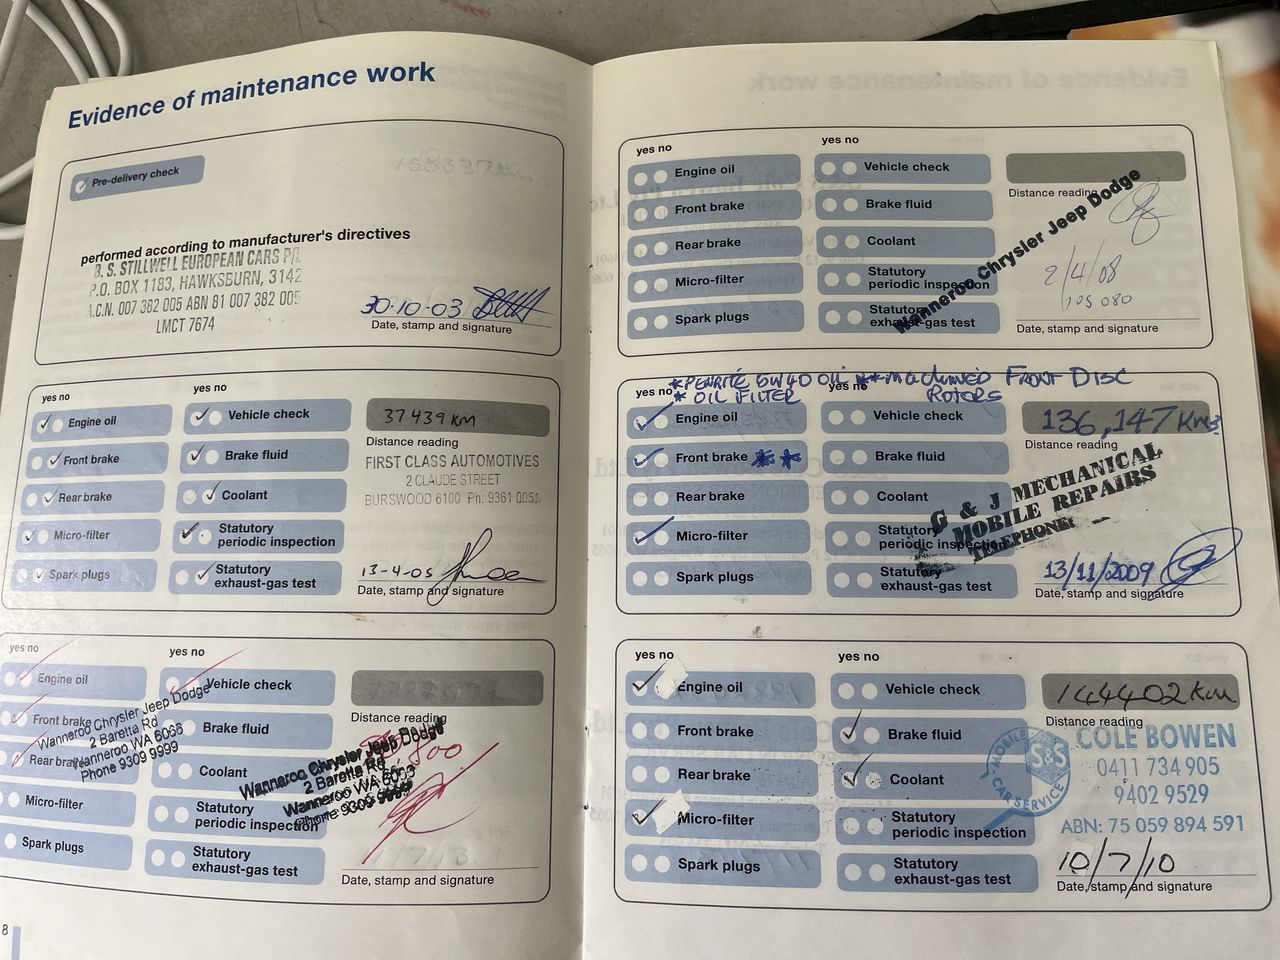 Evidence of maintenance work
Pre-delivery check
performed according to manufacturer's directives
B. S. STILLWELL EUROPEAN CARS P/L
P.O. BOX 1183, HAWKSBURN, 3142
A.C.N. 007 382 005 ABN 81 007 382 005
LMCT 7674
30-10-03
Date, stamp and signature
yes no
yes no
Engine oil
Vehicle check
37439 KM
Distance reading
Front brake
Brake fluid
FIRST CLASS AUTOMOTIVES
2 CLAUDE STREET
Rear brake
Coolant
BURSWOOD 6100 Ph: 9361 0051
Micro-filter
Statutory
periodic inspection
Spark plugs
Statutory
exhaust-gas test
13-4-05
Date, stamp and signature
yes no
yes no
Engine oil
Vehicle check
Distance reading
Front brake
Brake fluid
Rear brake
Coolant
Micro-filter
Statutory
periodic inspection
Spark plugs
Statutory
exhaust-gas test
Wanneroo Chrysler Jeep Dodge
2 Baretta Rd
Wanneroo WA 6065
Phone 9309 9999
Wanneroo Chrysler Jeep Dodge
2 Baretta Rd
Wanneroo WA 6065
Phone 9309 9999
Date, stamp and signature
8
yes no
yes no
Engine oil
Vehicle check
Distance reading
Front brake
Brake fluid
Rear brake
Coolant
Micro-filter
Statutory
periodic inspection
Spark plugs
Statutory
exhaust-gas test
Wanneroo Chrysler Jeep Dodge
2/4/08
105 080
Date, stamp and signature
*PENRITE 5W40 OIL ** MACHINED FRONT DISC
* OIL FILTER ROTORS
yes no
Engine oil
Vehicle check
136,147 Kms
Distance reading
Front brake **
Brake fluid
Rear brake
Coolant
Micro-filter
Statutory
periodic inspection
Spark plugs
Statutory
exhaust-gas test
G & J MECHANICAL
MOBILE REPAIRS
TELEPHONE
13/11/2009
Date, stamp and signature
yes no
yes no
Engine oil
Vehicle check
144402 Km
Distance reading
Front brake
Brake fluid
Rear brake
Coolant
Micro-filter
Statutory
periodic inspection
Spark plugs
Statutory
exhaust-gas test
MOBILE
S&S
CAR SERVICE
COLE BOWEN
0411 734 905
9402 9529
ABN: 75 059 894 591
10/7/10
Date, stamp and signature